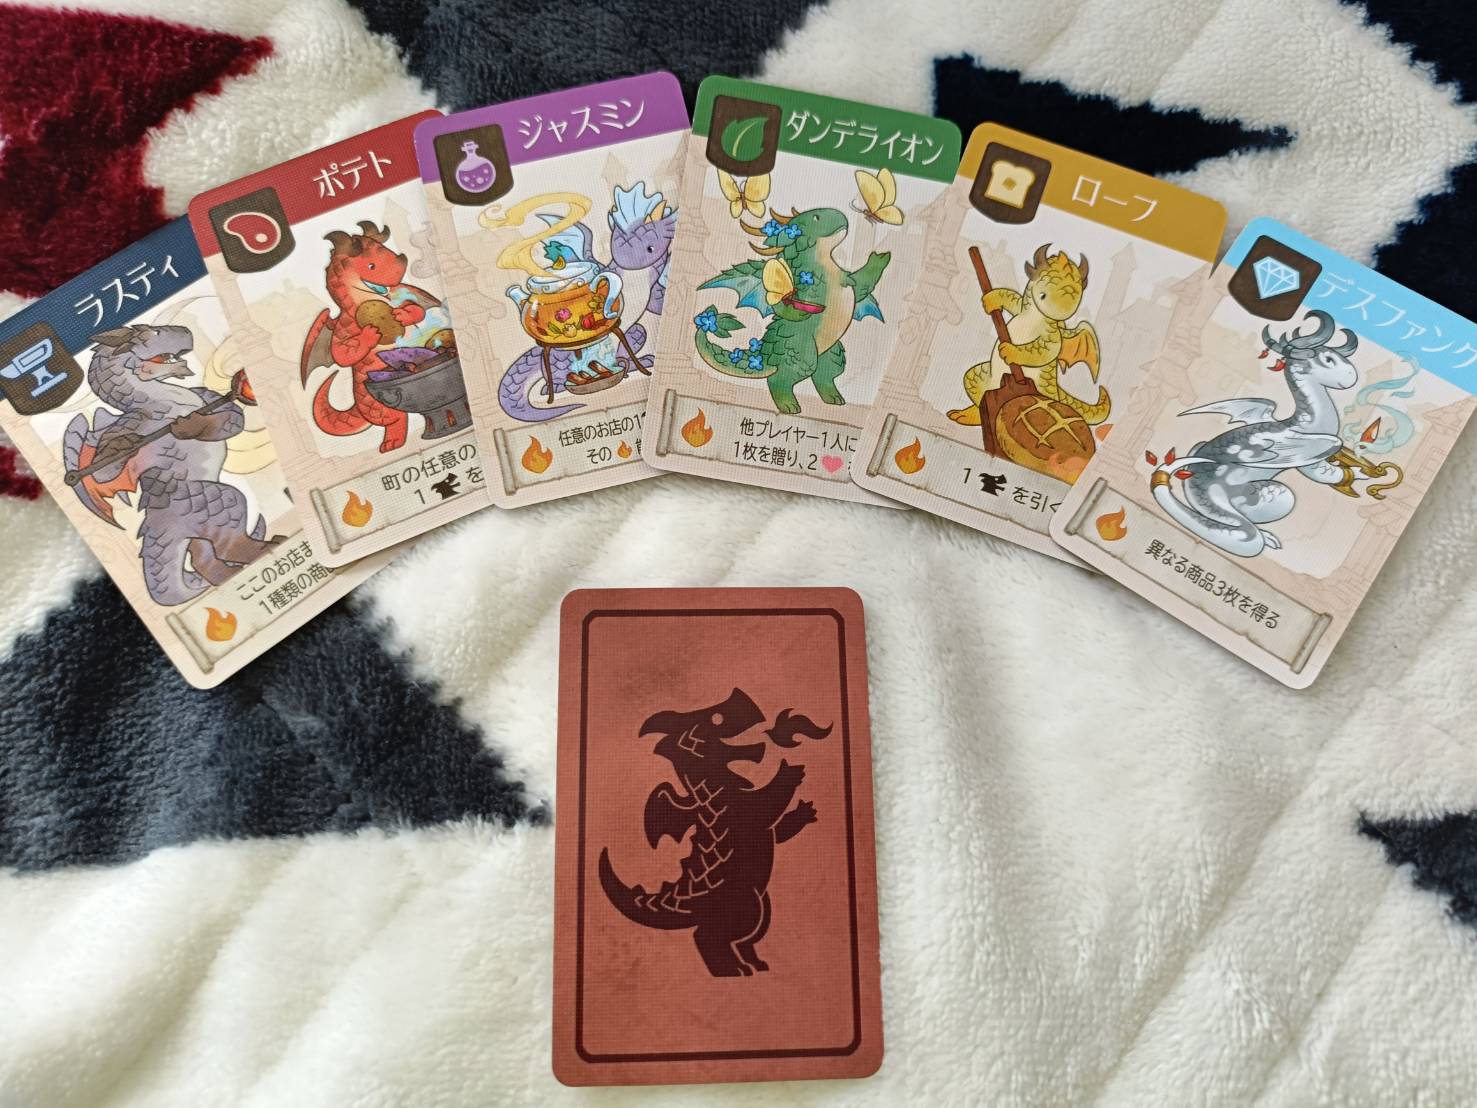 ラスティ
ここのお店ま
1種類の商
ポテト
町の任意の
1 を
ジャスミン
任意のお店の1
その
ダンデライオン
他プレイヤー1人に
1枚を贈り、2
ローフ
1 を引く
デスファング
異なる商品3枚を得る